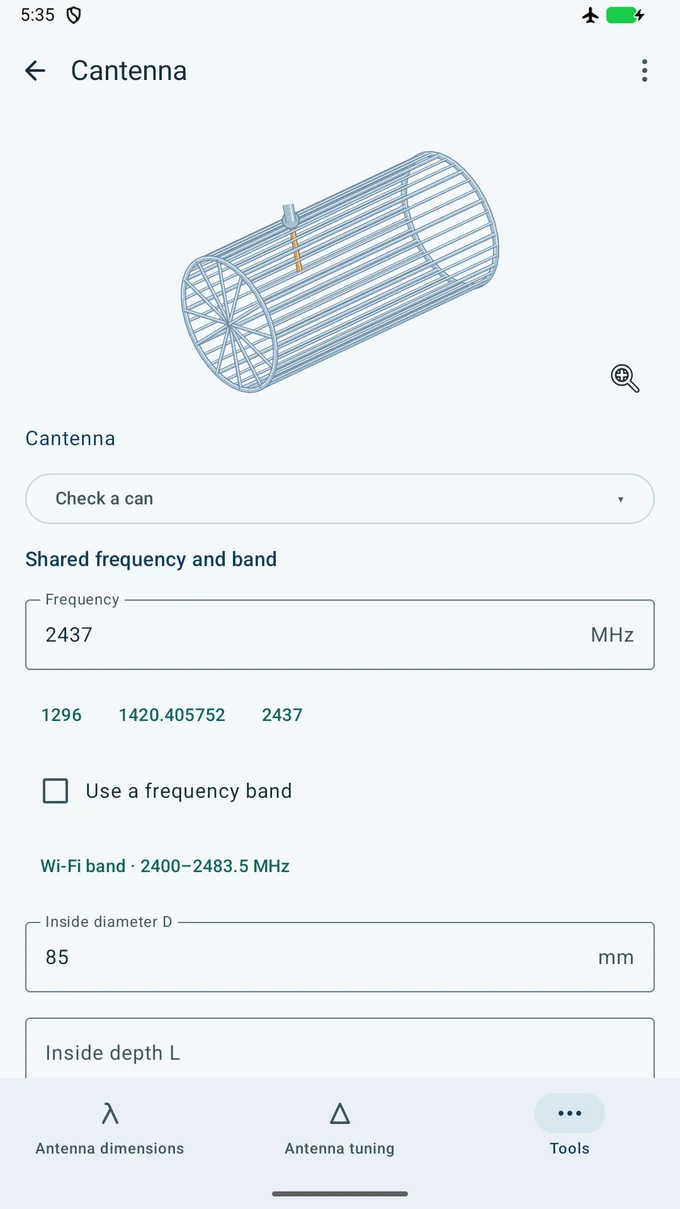 5:35
Cantenna
Cantenna
Check a can
Shared frequency and band
Frequency
2437 MHz
1296 1420.405752 2437
Use a frequency band
Wi-Fi band · 2400–2483.5 MHz
Inside diameter D
85 mm
Inside depth L
λ Δ
Antenna dimensions Antenna tuning Tools